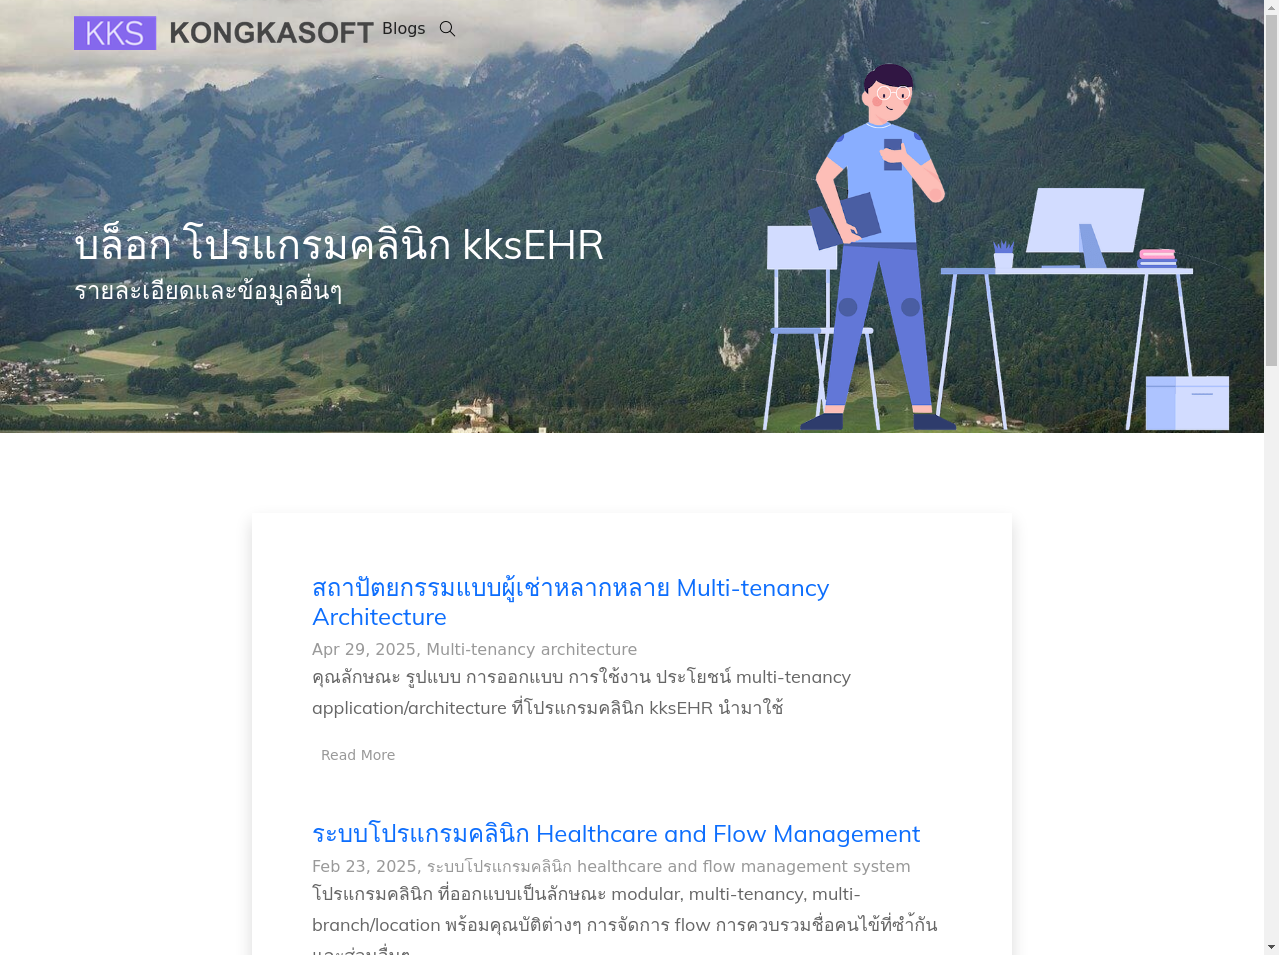 KKS KONGKASOFT Blogs
บล็อก โปรแกรมคลินิก kksEHR
รายละเอียดและข้อมูลอื่นๆ
สถาปัตยกรรมแบบผู้เช่าหลากหลาย Multi-tenancy
Architecture
Apr 29, 2025, Multi-tenancy architecture
คุณลักษณะ รูปแบบ การออกแบบ การใช้งาน ประโยชน์ multi-tenancy
application/architecture ที่โปรแกรมคลินิก kksEHR นำมาใช้
Read More
ระบบโปรแกรมคลินิก Healthcare and Flow Management
Feb 23, 2025, ระบบโปรแกรมคลินิก healthcare and flow management system
โปรแกรมคลินิก ที่ออกแบบเป็นลักษณะ modular, multi-tenancy, multi-
branch/location พร้อมคุณบัติต่างๆ การจัดการ flow การควบรวมชื่อคนไข้ที่ซ้ำกัน
และส่วนอื่นๆ